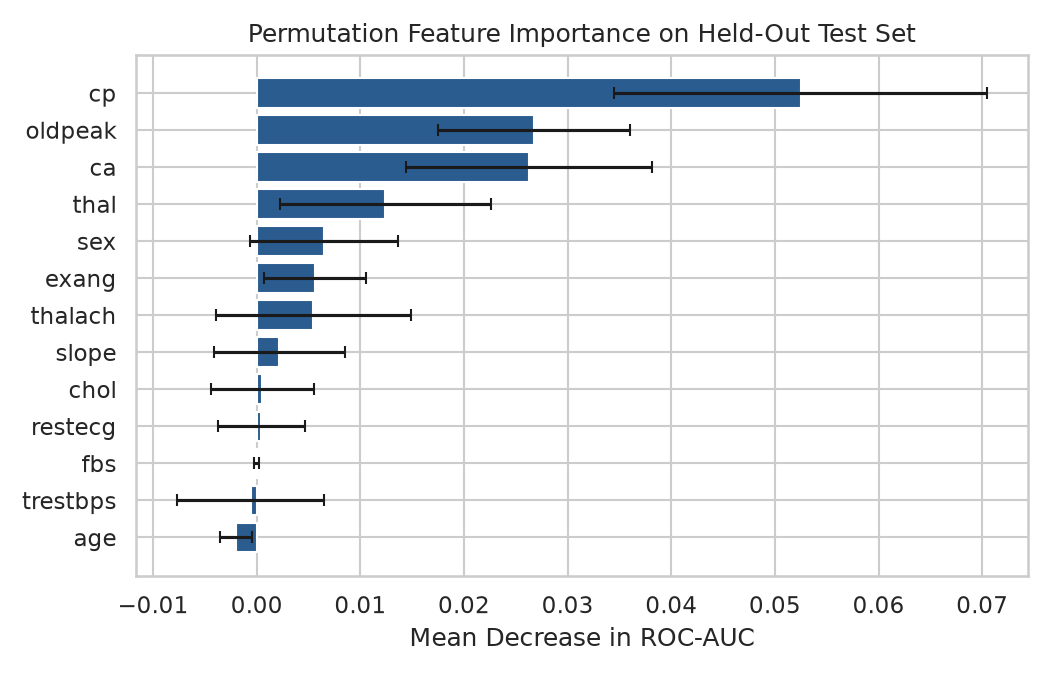 Permutation Feature Importance on Held-Out Test Set
cp
oldpeak
ca
thal
sex
exang
thalach
slope
chol
restecg
fbs
trestbps
age
−0.01 0.00 0.01 0.02 0.03 0.04 0.05 0.06 0.07
Mean Decrease in ROC-AUC